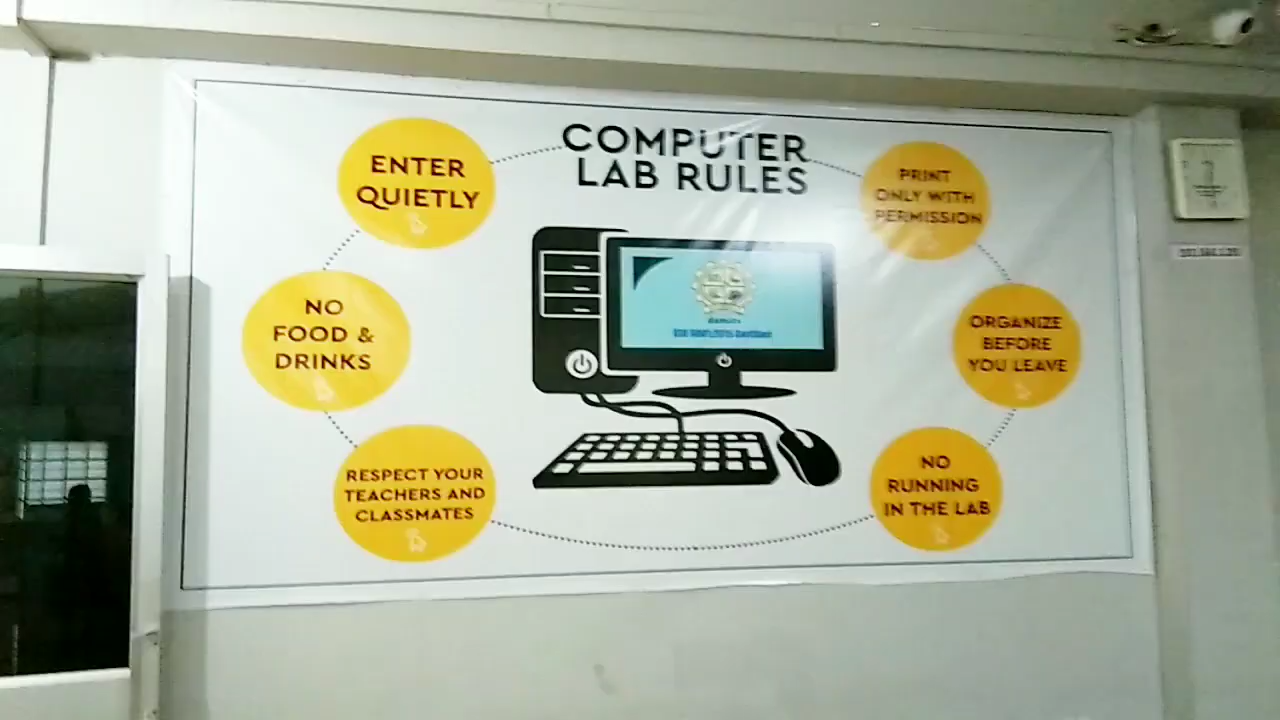 COMPUTER
LAB RULES
ENTER
QUIETLY
NO
FOOD &
DRINKS
RESPECT YOUR
TEACHERS AND
CLASSMATES
PRINT
ONLY WITH
PERMISSION
ORGANIZE
BEFORE
YOU LEAVE
NO
RUNNING
IN THE LAB